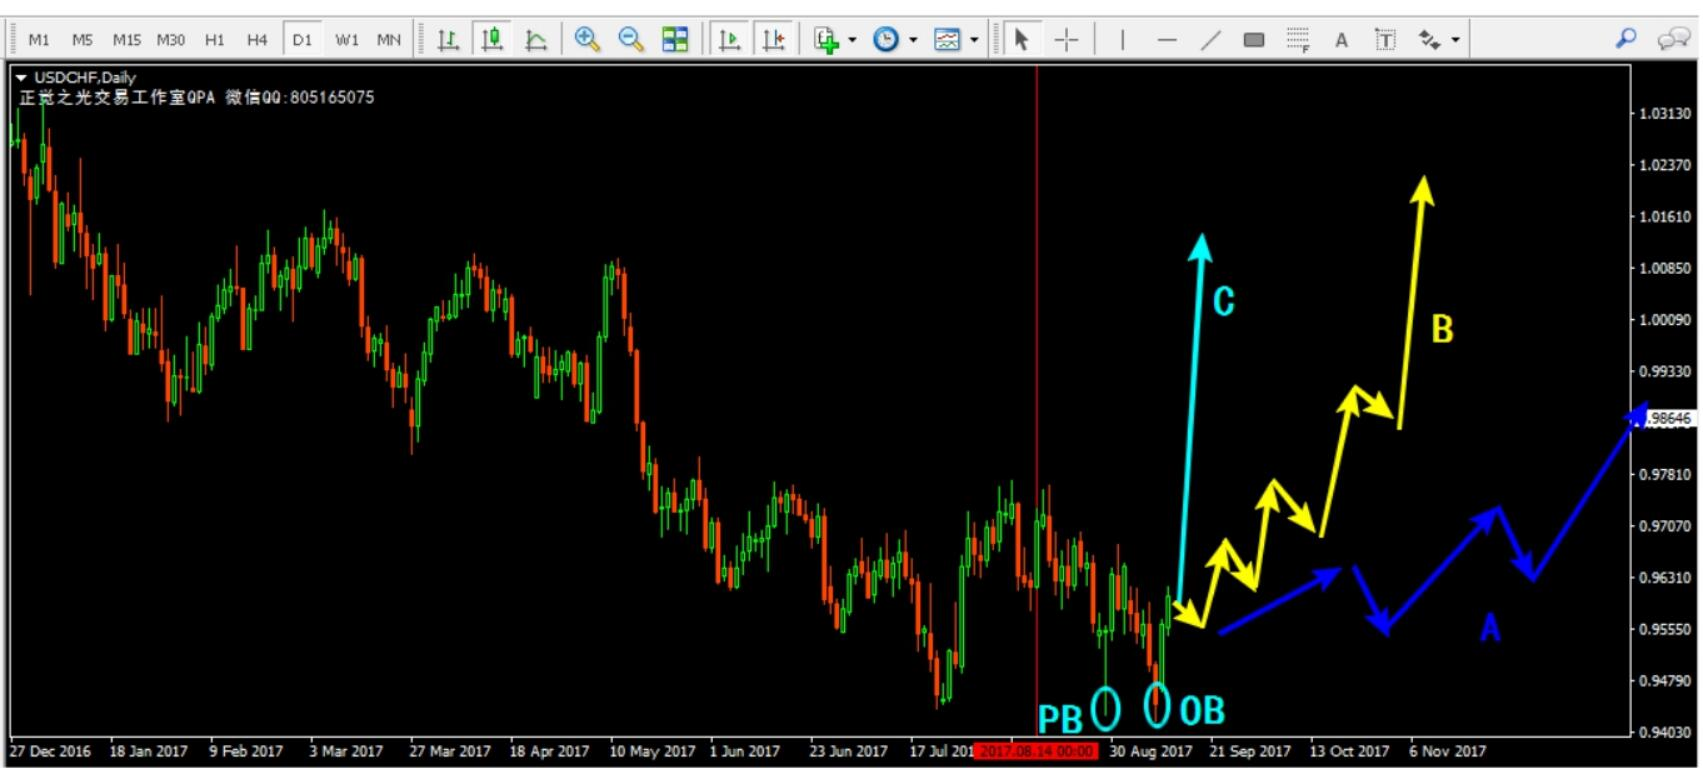 M1 M5 M15 M30 H1 H4 D1 W1 MN
USDCHF,Daily
正觉之光交易工作室QPA 微信QQ:805165075
1.03130
1.02370
1.01610
1.00850
C
B
1.00090
0.99330
.98646
0.97810
0.97070
0.96310
A
0.95550
0.94790
PB OB
0.94030
27 Dec 2016 18 Jan 2017 9 Feb 2017 3 Mar 2017 27 Mar 2017 18 Apr 2017 10 May 2017 1 Jun 2017 23 Jun 2017 17 Jul 201 2017.08.14 00:00 30 Aug 2017 21 Sep 2017 13 Oct 2017 6 Nov 2017